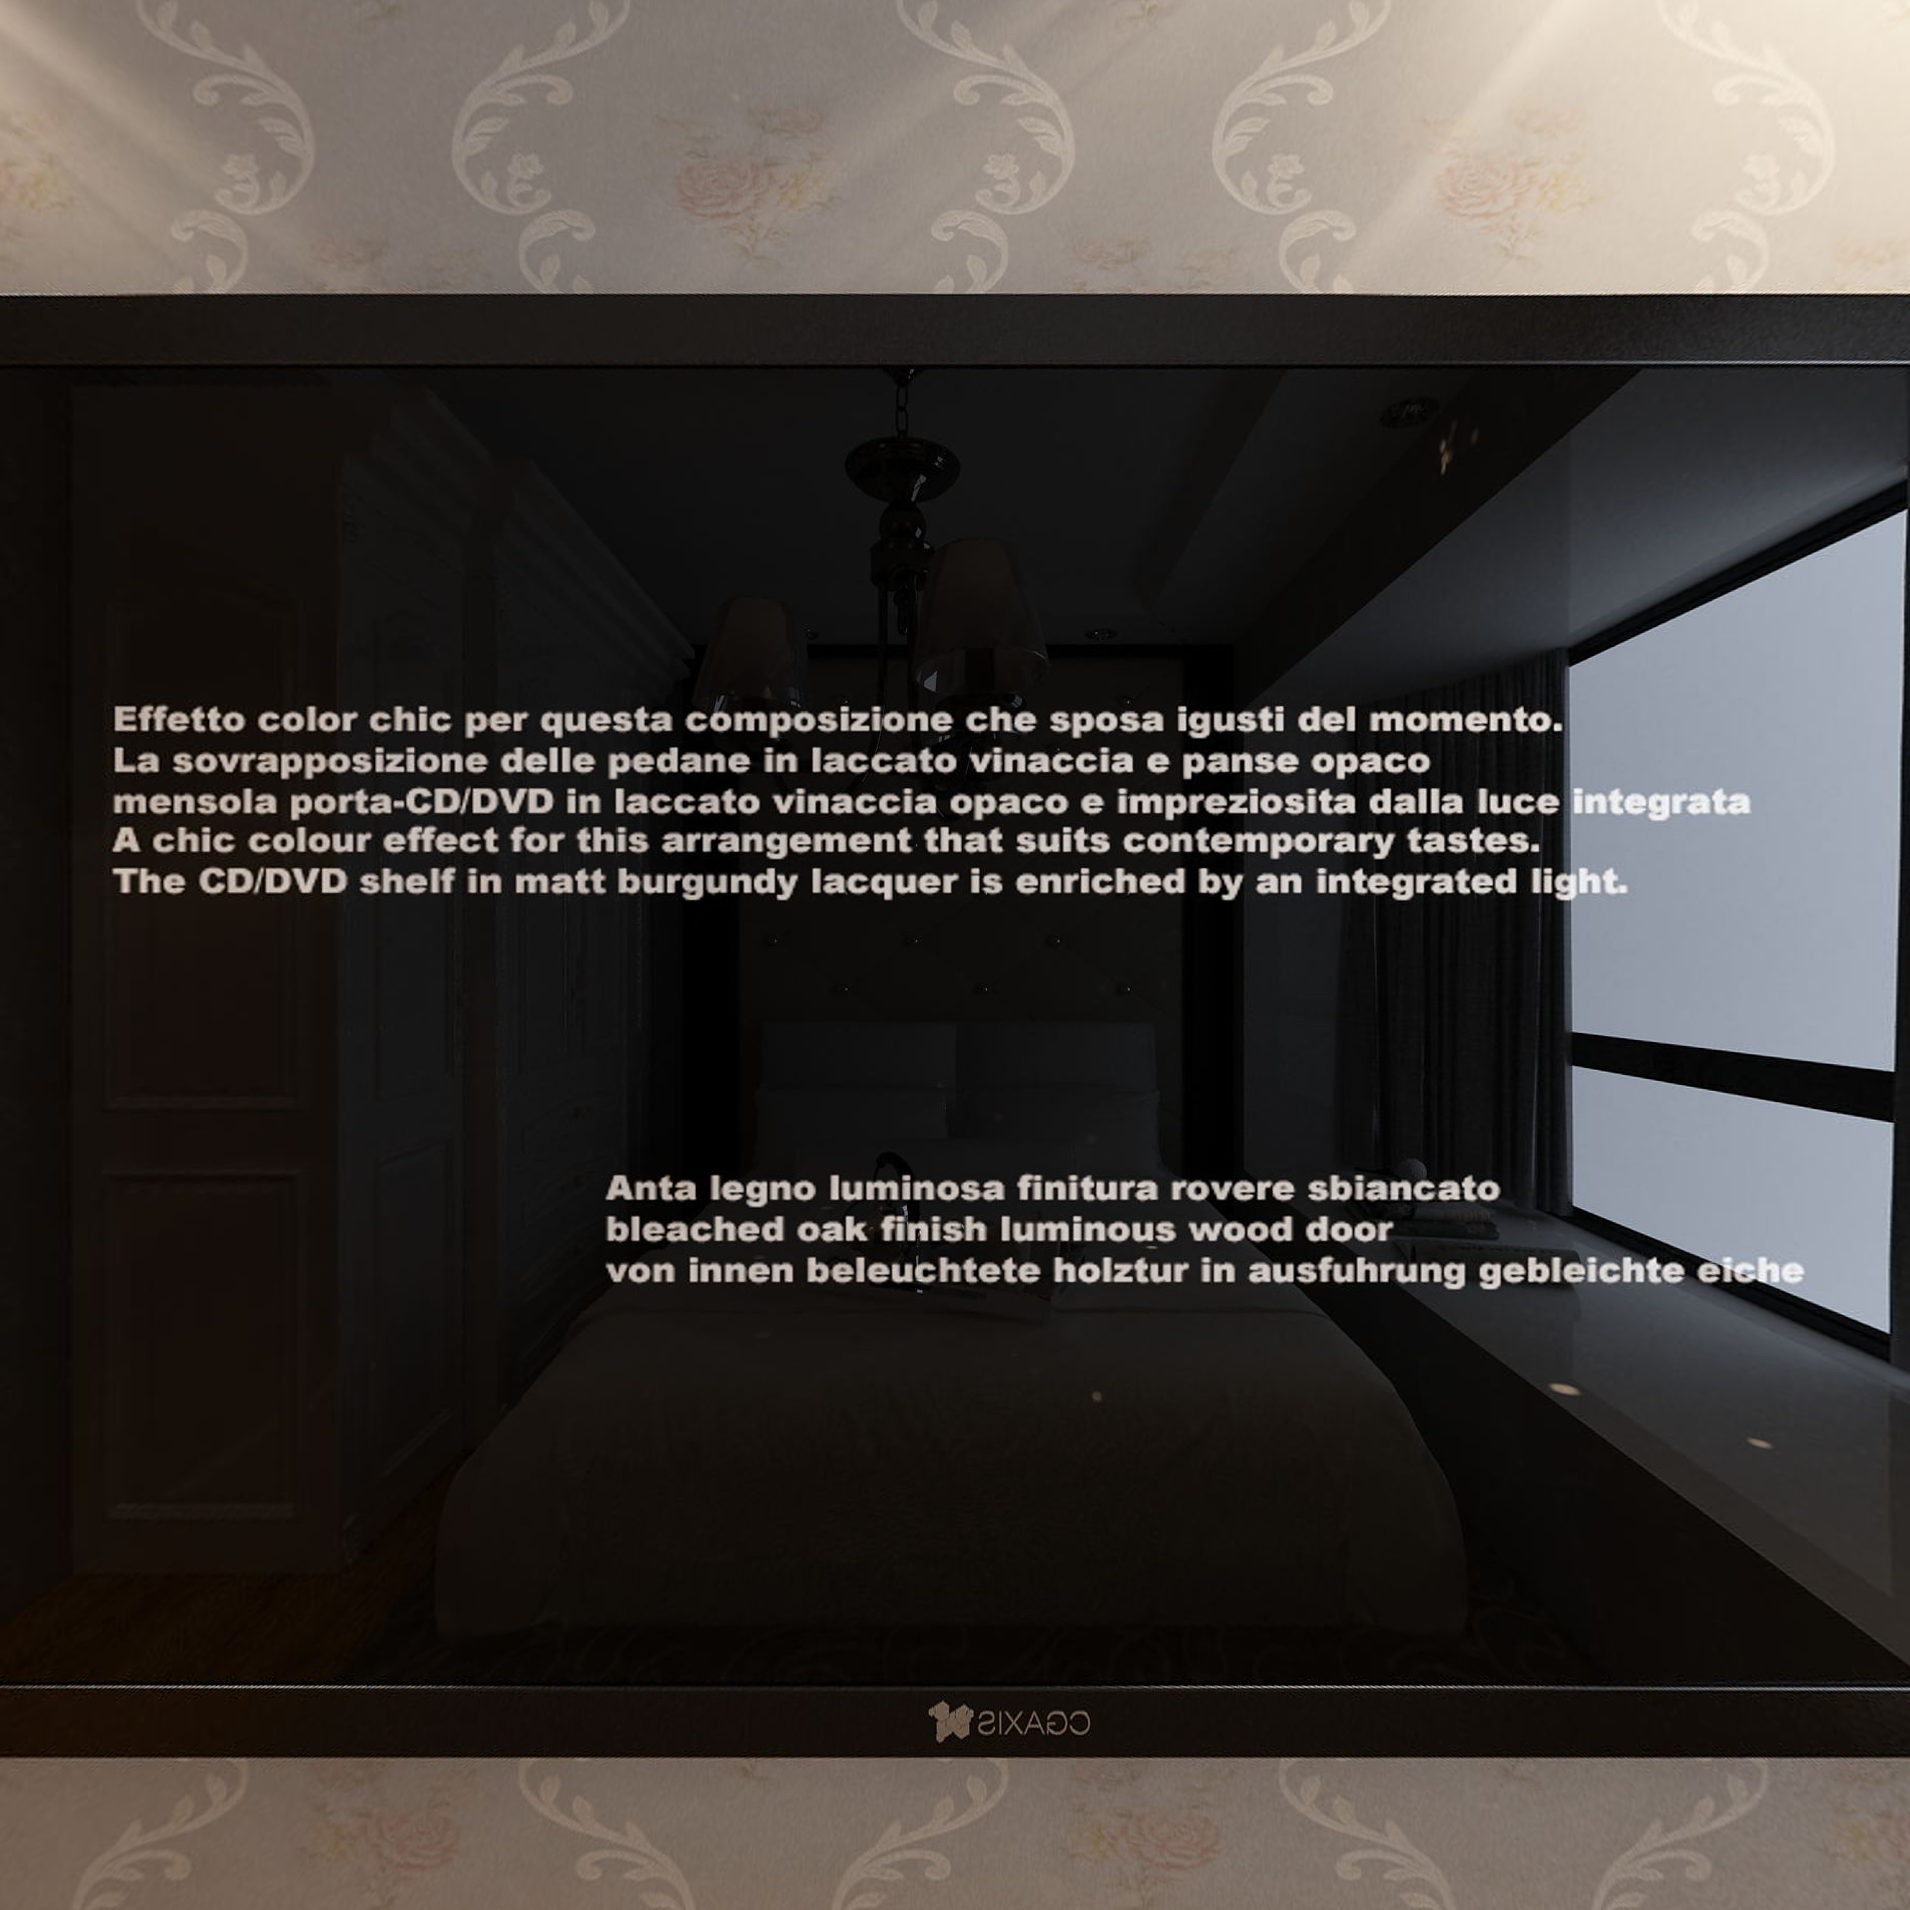 Effetto color chic per questa composizione che sposa igusti del momento.
La sovrapposizione delle pedane in laccato vinaccia e panse opaco
mensola porta-CD/DVD in laccato vinaccia opaco e impreziosita dalla luce integrata
A chic colour effect for this arrangement that suits contemporary tastes.
The CD/DVD shelf in matt burgundy lacquer is enriched by an integrated light.
Anta legno luminosa finitura rovere sbiancato
bleached oak finish luminous wood door
von innen beleuchtete holztur in ausfuhrung gebleichte eiche
CGAXIS